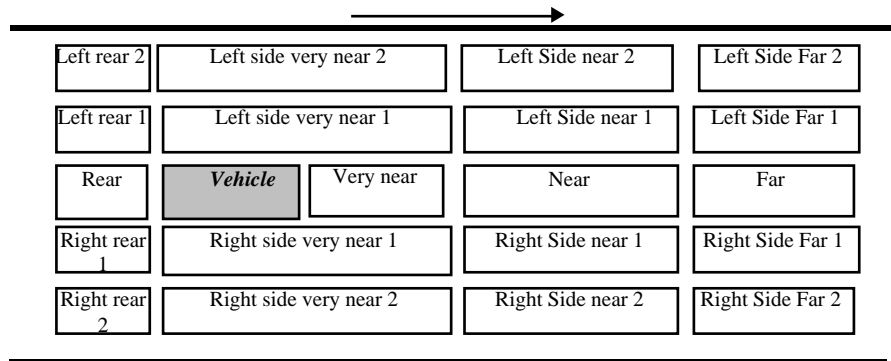 Left rear 2 Left side very near 2 Left Side near 2 Left Side Far 2
Left rear 1 Left side very near 1 Left Side near 1 Left Side Far 1
Rear Vehicle Very near Near Far
Right rear 1 Right side very near 1 Right Side near 1 Right Side Far 1
Right rear 2 Right side very near 2 Right Side near 2 Right Side Far 2